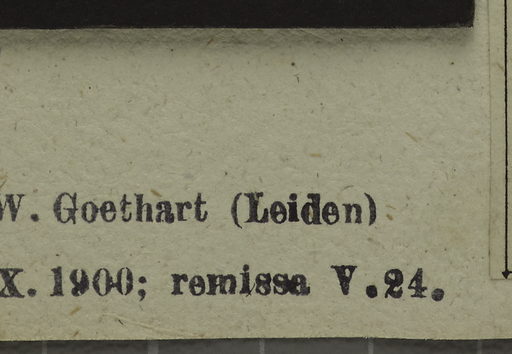 W. Goethart (Leiden)
X. 1900; remissa V.24.